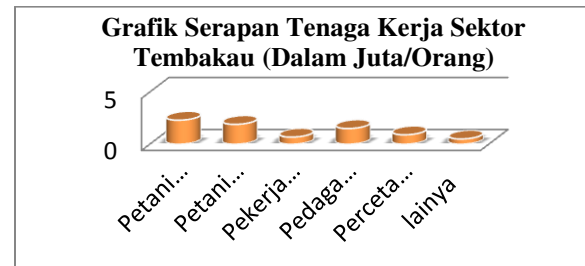 Grafik Serapan Tenaga Kerja Sektor
Tembakau (Dalam Juta/Orang)
5
0
Petani...
Petani...
Pekerja...
Pedaga...
Perceta...
lainya